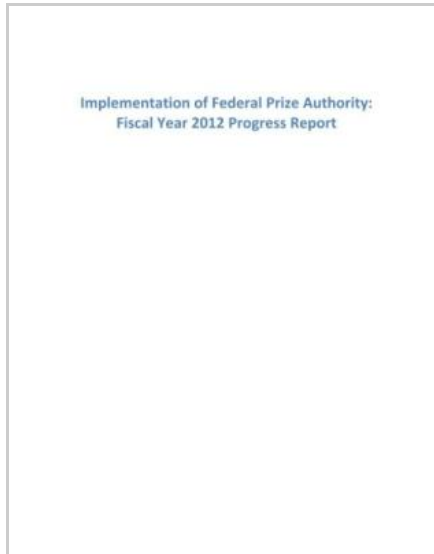 Implementation of Federal Prize Authority:
Fiscal Year 2012 Progress Report